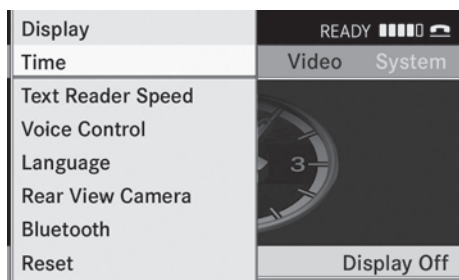 Display
READY
Time
Video System
Text Reader Speed
Voice Control
Language
3
Rear View Camera
Bluetooth
Reset
Display Off